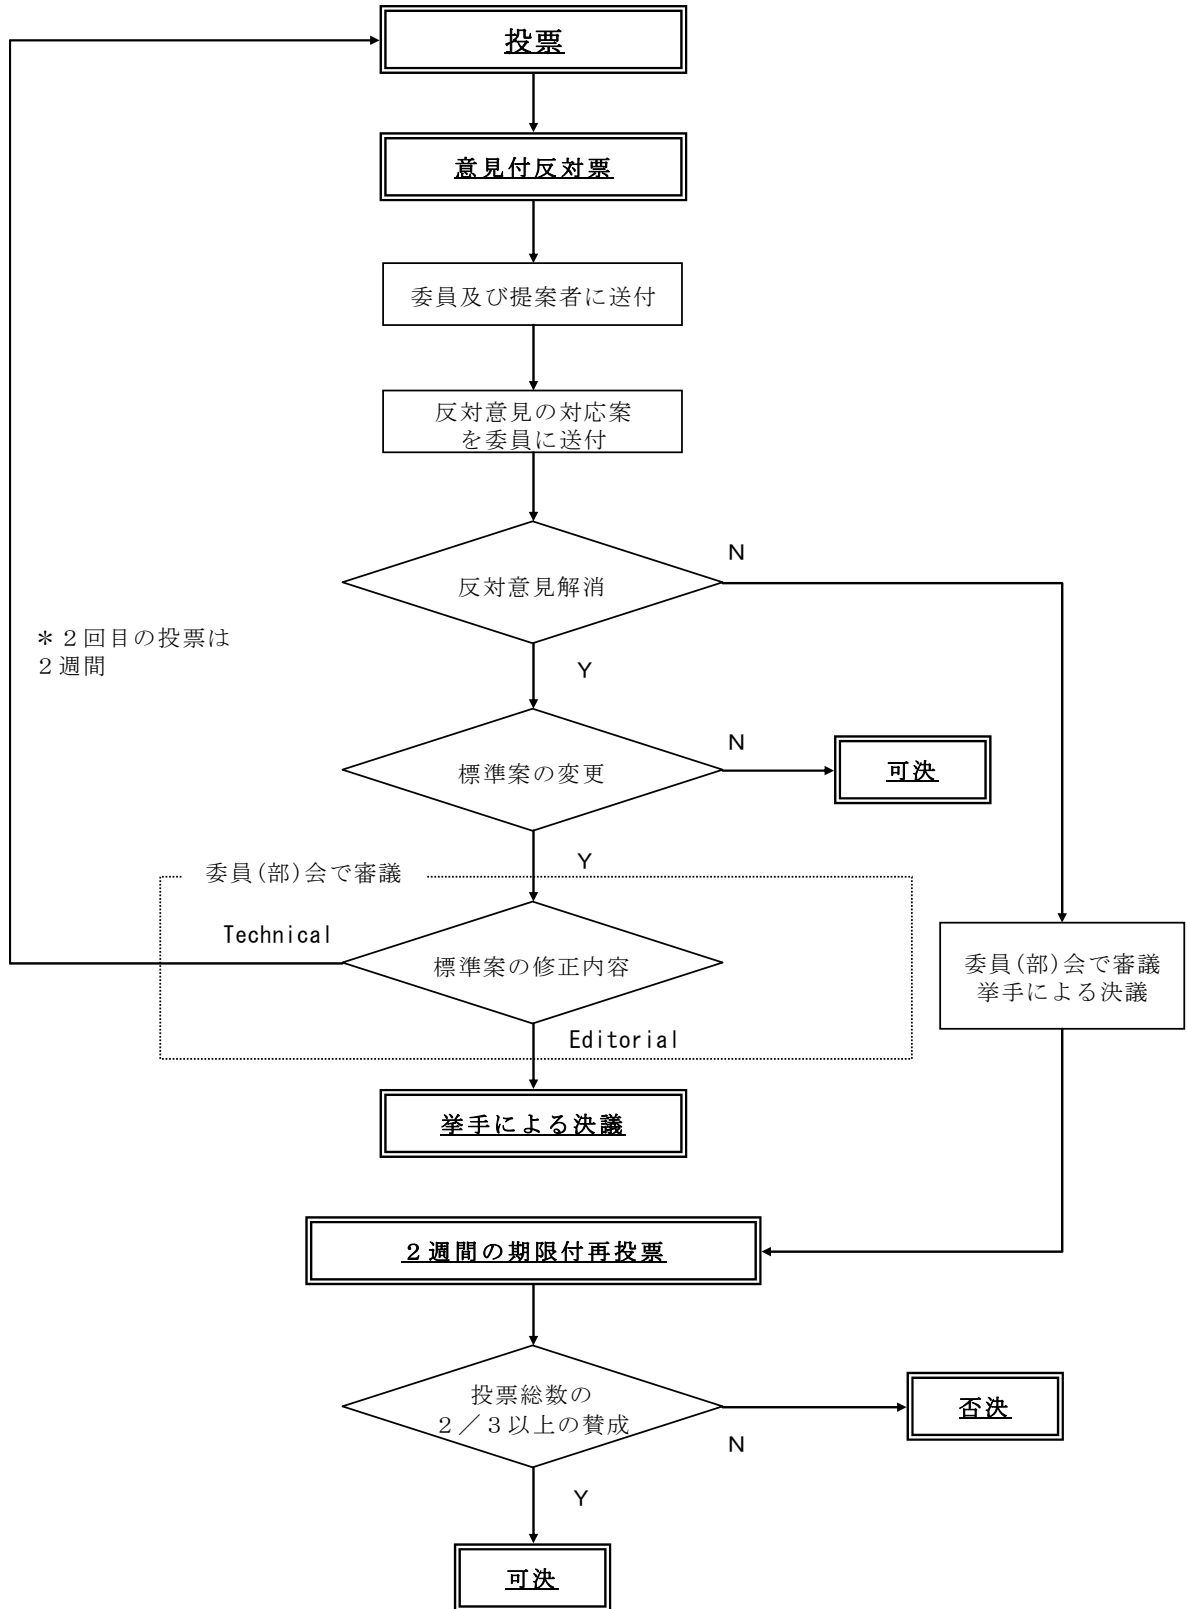 投票
意見付反対票
委員及び提案者に送付
反対意見の対応案
を委員に送付
N
反対意見解消
＊２回目の投票は
２週間
Y
N
標準案の変更
可決
Y
委員(部)会で審議
Technical
標準案の修正内容
委員(部)会で審議
挙手による決議
Editorial
挙手による決議
２週間の期限付再投票
投票総数の
２／３以上の賛成
否決
N
Y
可決